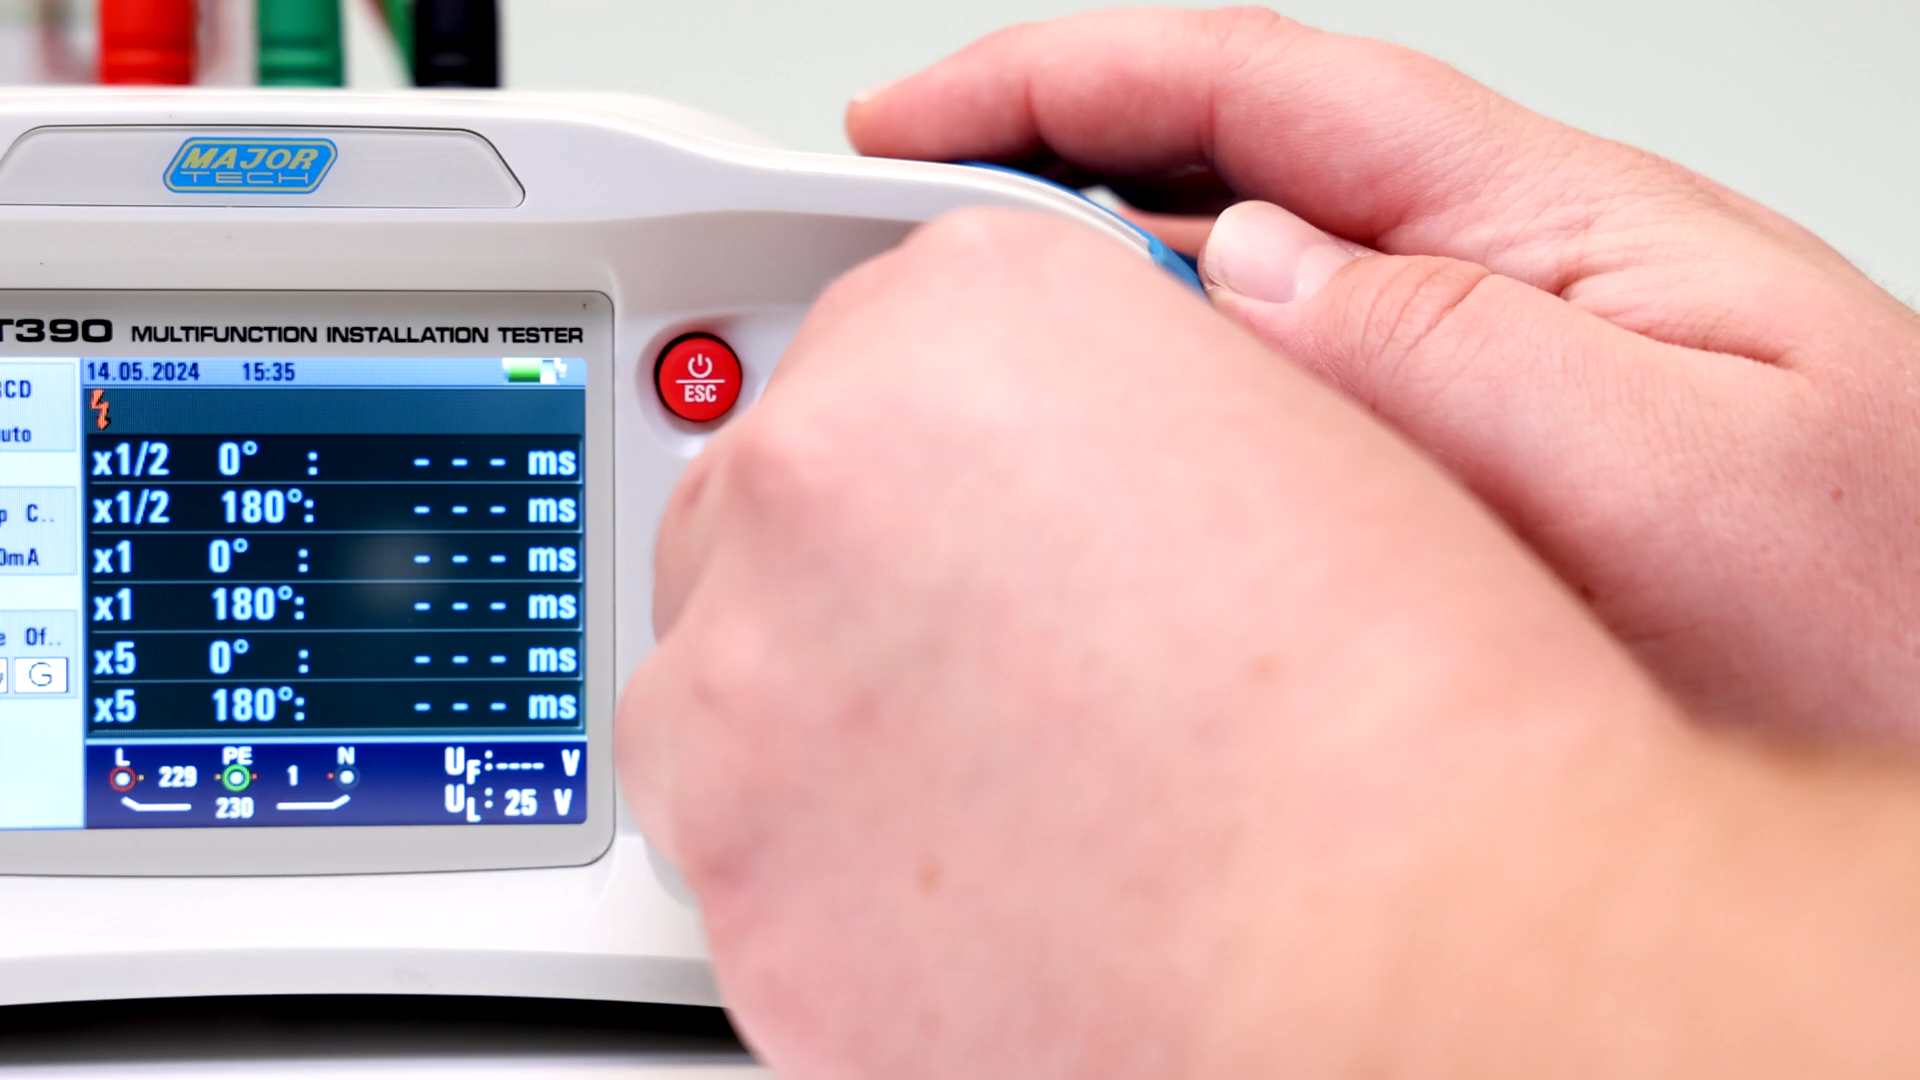 MAJOR
TECH
T390 MULTIFUNCTION INSTALLATION TESTER
14.05.2024 15:35
CD
uto
p C..
0mA
e Of..
G
x1/2 0° : - - - ms
x1/2 180°: - - - ms
x1 0° : - - - ms
x1 180°: - - - ms
x5 0° : - - - ms
x5 180°: - - - ms
L PE N
229 1
230
UF:---- V
UL: 25 V
ESC